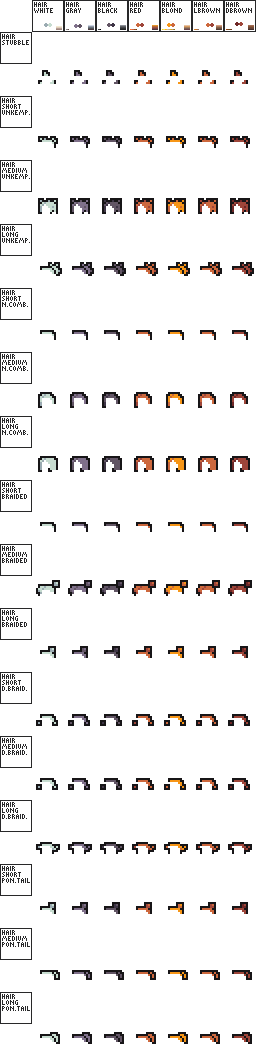 HAIR WHITE
HAIR GRAY
HAIR BLACK
HAIR RED
HAIR BLOND
HAIR LBROWN
HAIR DBROWN
HAIR
STUBBLE
HAIR
SHORT
UNKEMP.
HAIR
MEDIUM
UNKEMP.
HAIR
LONG
UNKEMP.
HAIR
SHORT
N.COMB.
HAIR
MEDIUM
N.COMB.
HAIR
LONG
N.COMB.
HAIR
SHORT
BRAIDED
HAIR
MEDIUM
BRAIDED
HAIR
LONG
BRAIDED
HAIR
SHORT
D.BRAID.
HAIR
MEDIUM
D.BRAID.
HAIR
LONG
D.BRAID.
HAIR
SHORT
PON.TAIL
HAIR
MEDIUM
PON.TAIL
HAIR
LONG
PON.TAIL